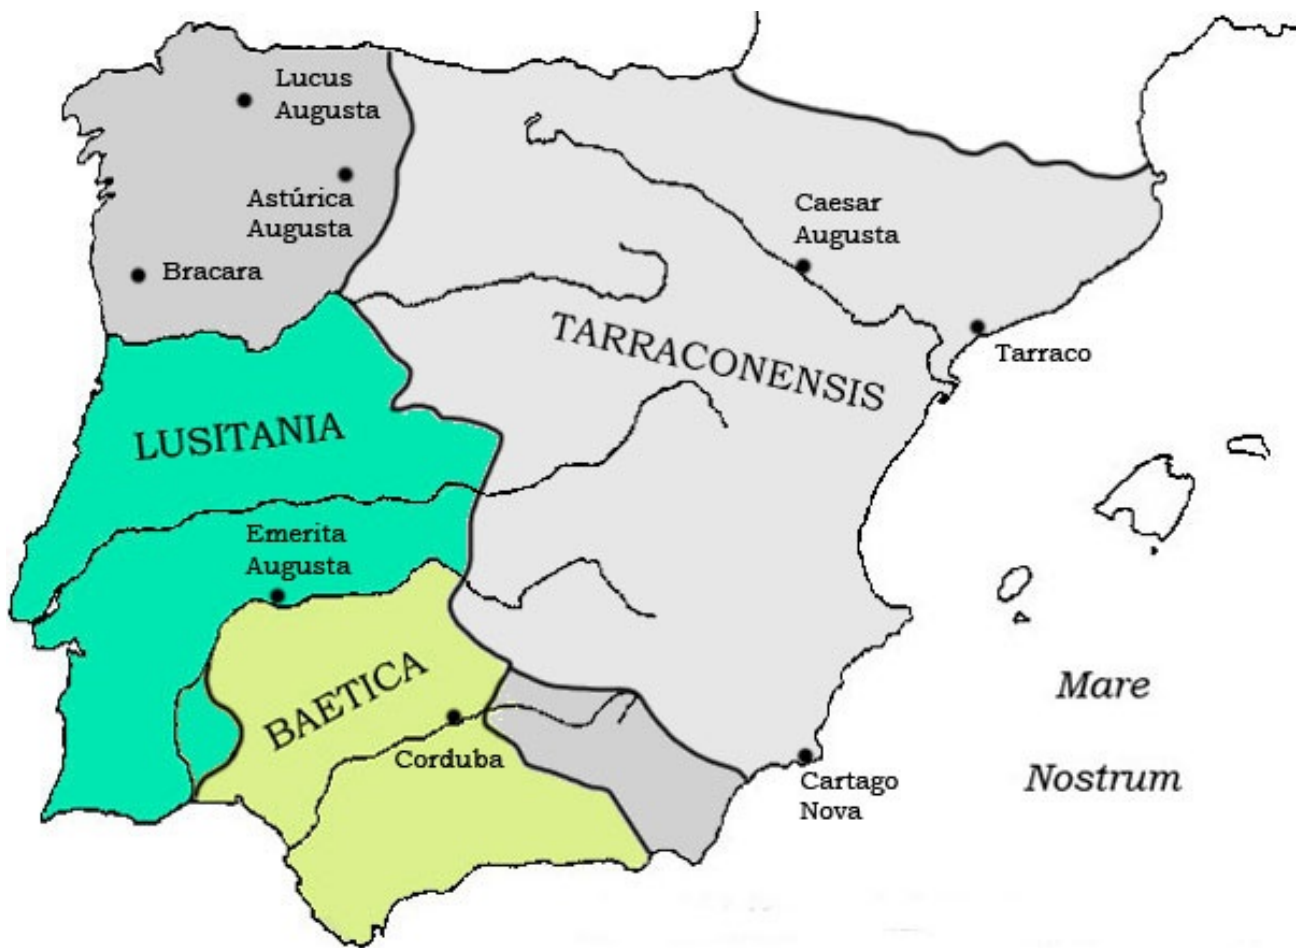 Lucus
Augusta
Astúrica
Augusta
Bracara
Caesar
Augusta
Tarraco
TARRACONENSIS
LUSITANIA
Emerita
Augusta
BAETICA
Corduba
Cartago
Nova
Mare
Nostrum